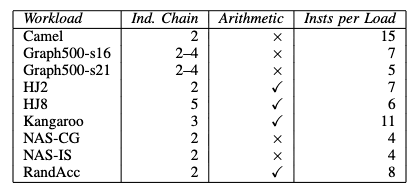 Workload Ind. Chain Arithmetic Insts per Load
Camel 2 × 15
Graph500-s16 2–4 × 7
Graph500-s21 2–4 × 5
HJ2 2 ✓ 7
HJ8 5 ✓ 6
Kangaroo 3 ✓ 11
NAS-CG 2 × 4
NAS-IS 2 × 4
RandAcc 2 ✓ 8